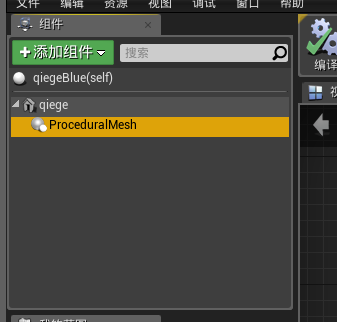 文件 编辑 资源 视图 调试 窗口 帮助
组件
+添加组件
搜索
编译
qiegeBlue(self)
qiege
ProceduralMesh